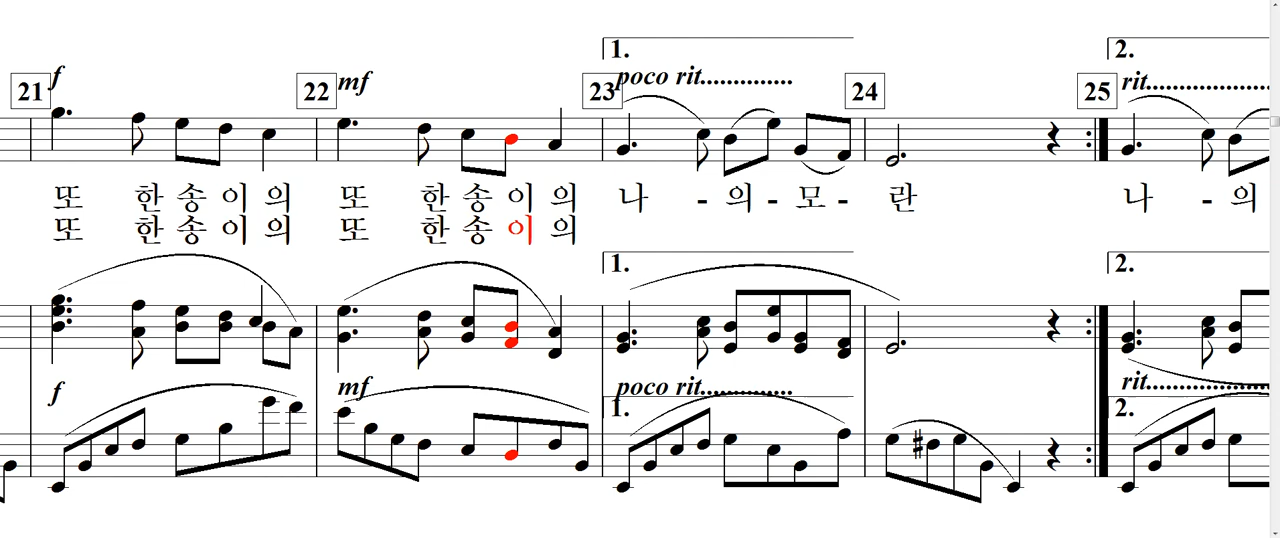 1. 2.
21 f 22 mf 23 poco rit.............. 24 25 rit......................
또 한 송 이 의 또 한 송 이 의 나 - 의 - 모 - 란 나 - 의
또 한 송 이 의 또 한 송 이 의
1. 2.
f mf poco rit.............. rit......................
1. 2.